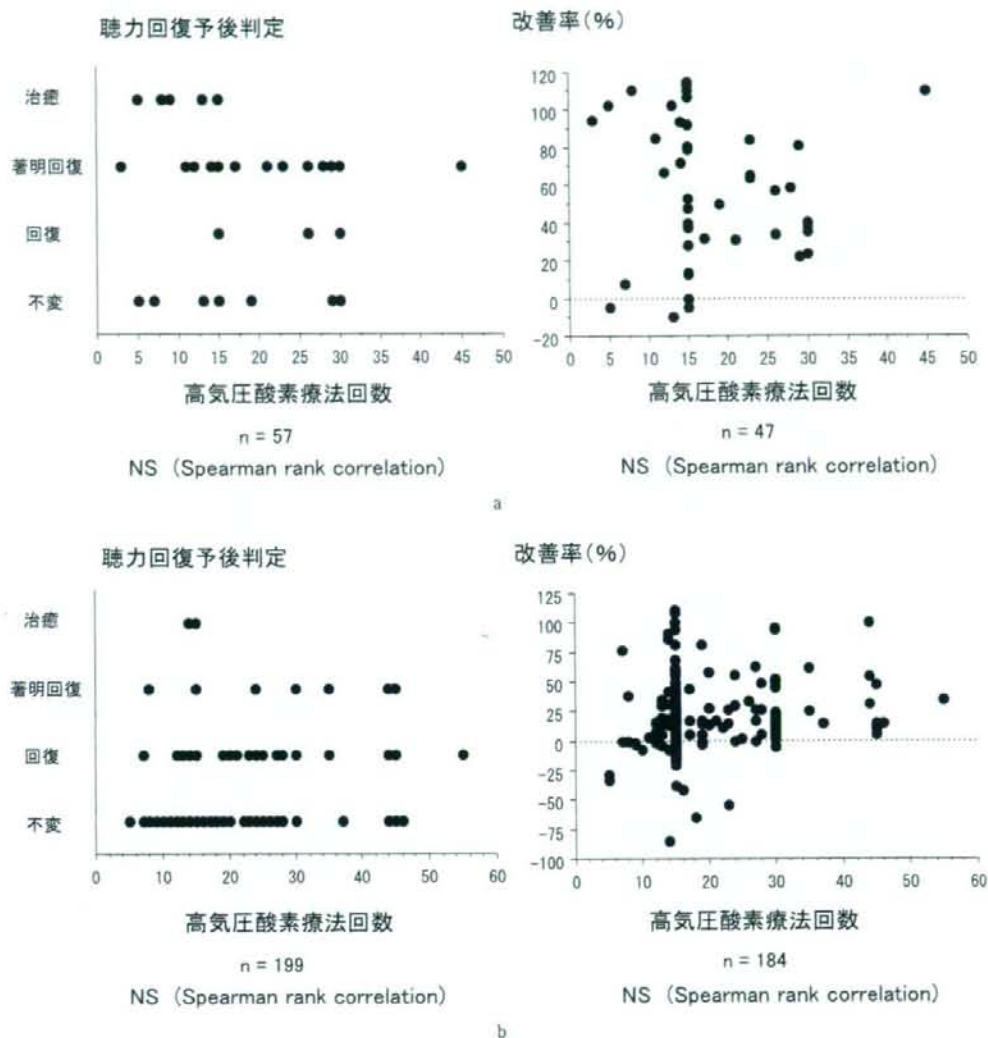 聴力回復予後判定
治癒
著明回復
回復
不変
0 5 10 15 20 25 30 35 40 45 50
高気圧酸素療法回数
n = 57
NS (Spearman rank correlation)
改善率(%)
120
100
80
60
40
20
0
-20
0 5 10 15 20 25 30 35 40 45 50
高気圧酸素療法回数
n = 47
NS (Spearman rank correlation)
a
聴力回復予後判定
治癒
著明回復
回復
不変
0 10 20 30 40 50 60
高気圧酸素療法回数
n = 199
NS (Spearman rank correlation)
改善率(%)
125
100
75
50
25
0
-25
-50
-75
-100
0 10 20 30 40 50 60
高気圧酸素療法回数
n = 184
NS (Spearman rank correlation)
b